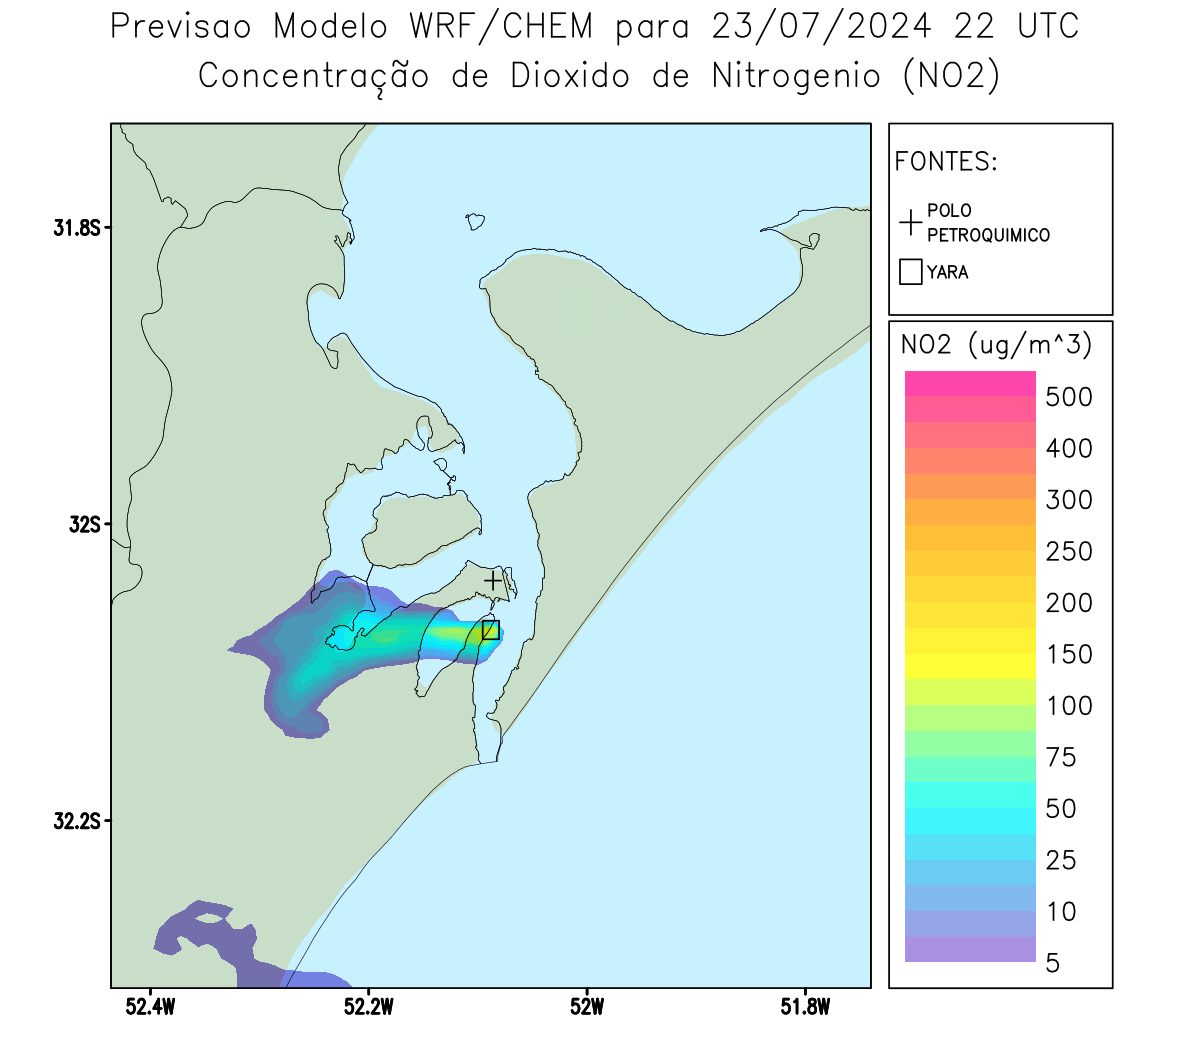 Previsao Modelo WRF/CHEM para 23/07/2024 22 UTC
Concentração de Dioxido de Nitrogenio (NO2)
FONTES:
POLO
PETROQUIMICO
YARA
NO2 (ug/m^3)
500
400
300
250
200
150
100
75
50
25
10
5
31.8S
32S
32.2S
52.4W
52.2W
52W
51.8W